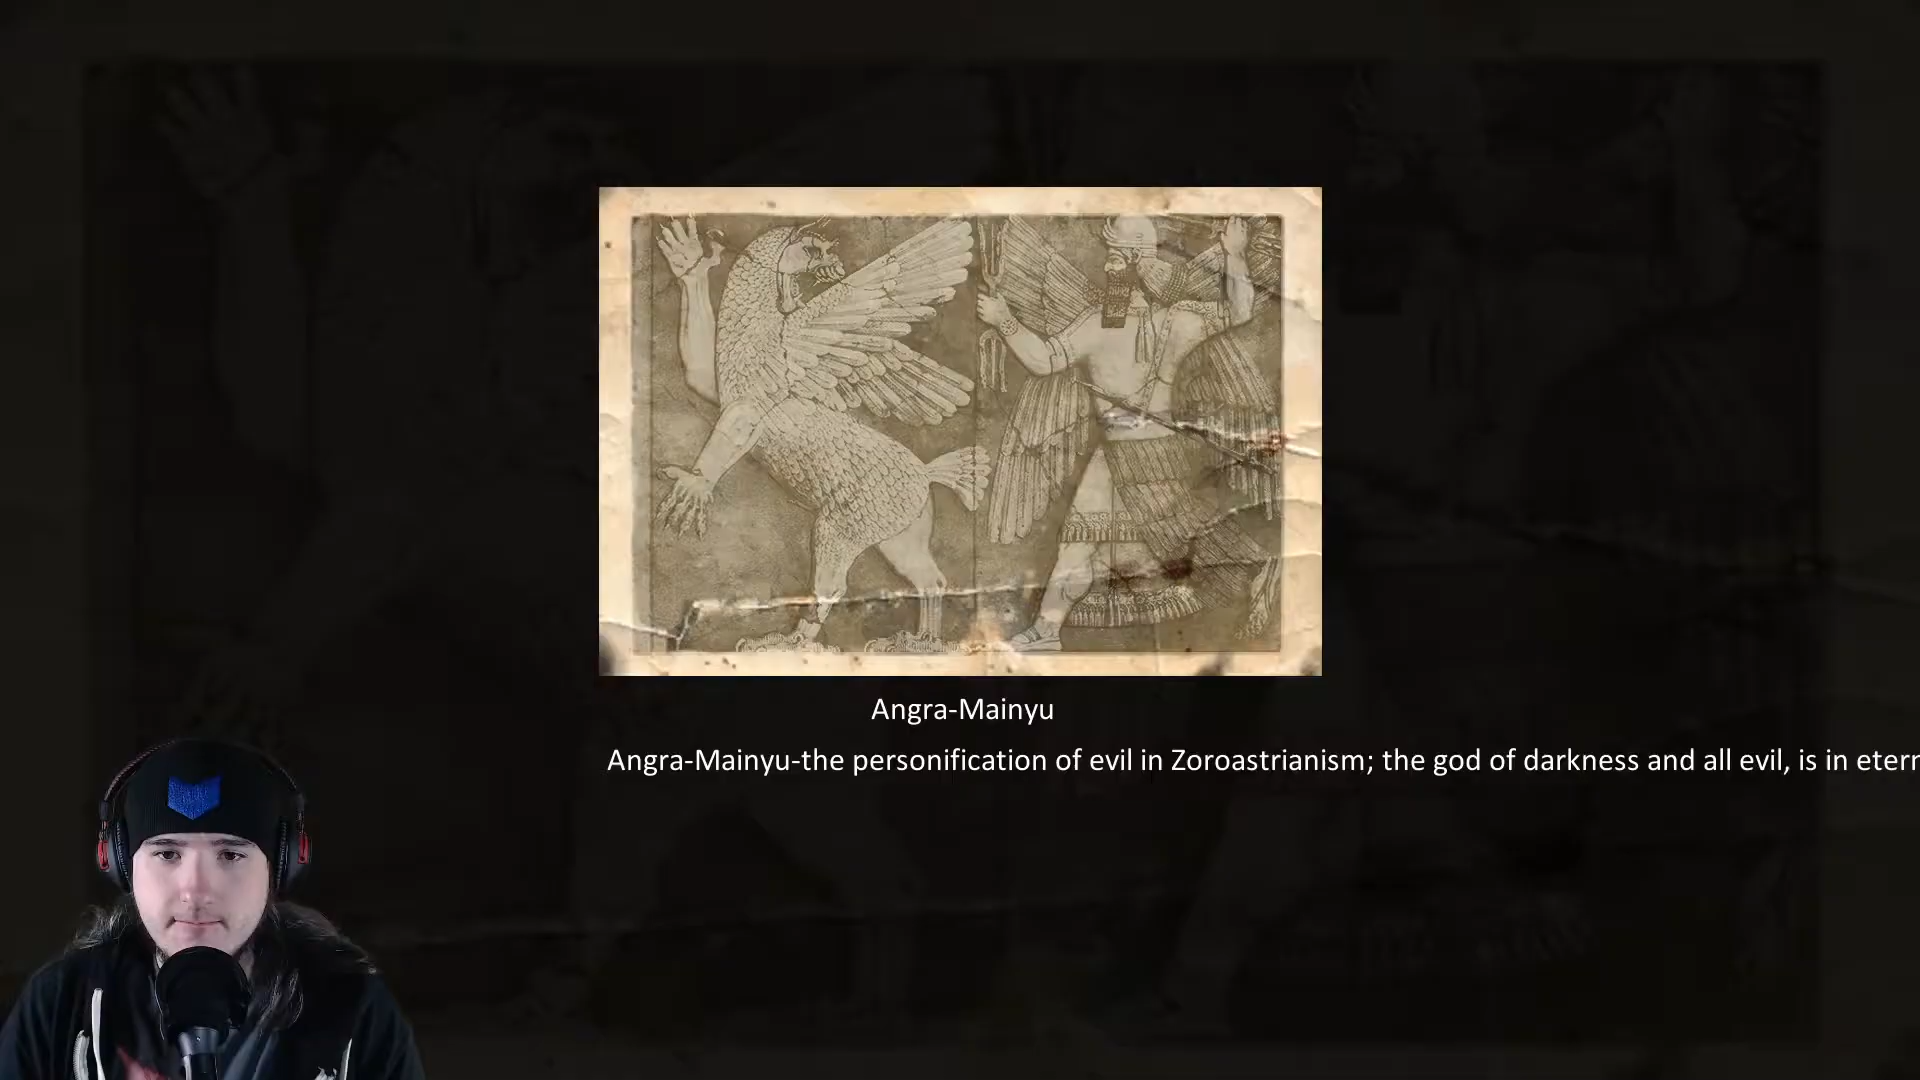 Angra-Mainyu
Angra-Mainyu-the personification of evil in Zoroastrianism; the god of darkness and all evil, is in etern